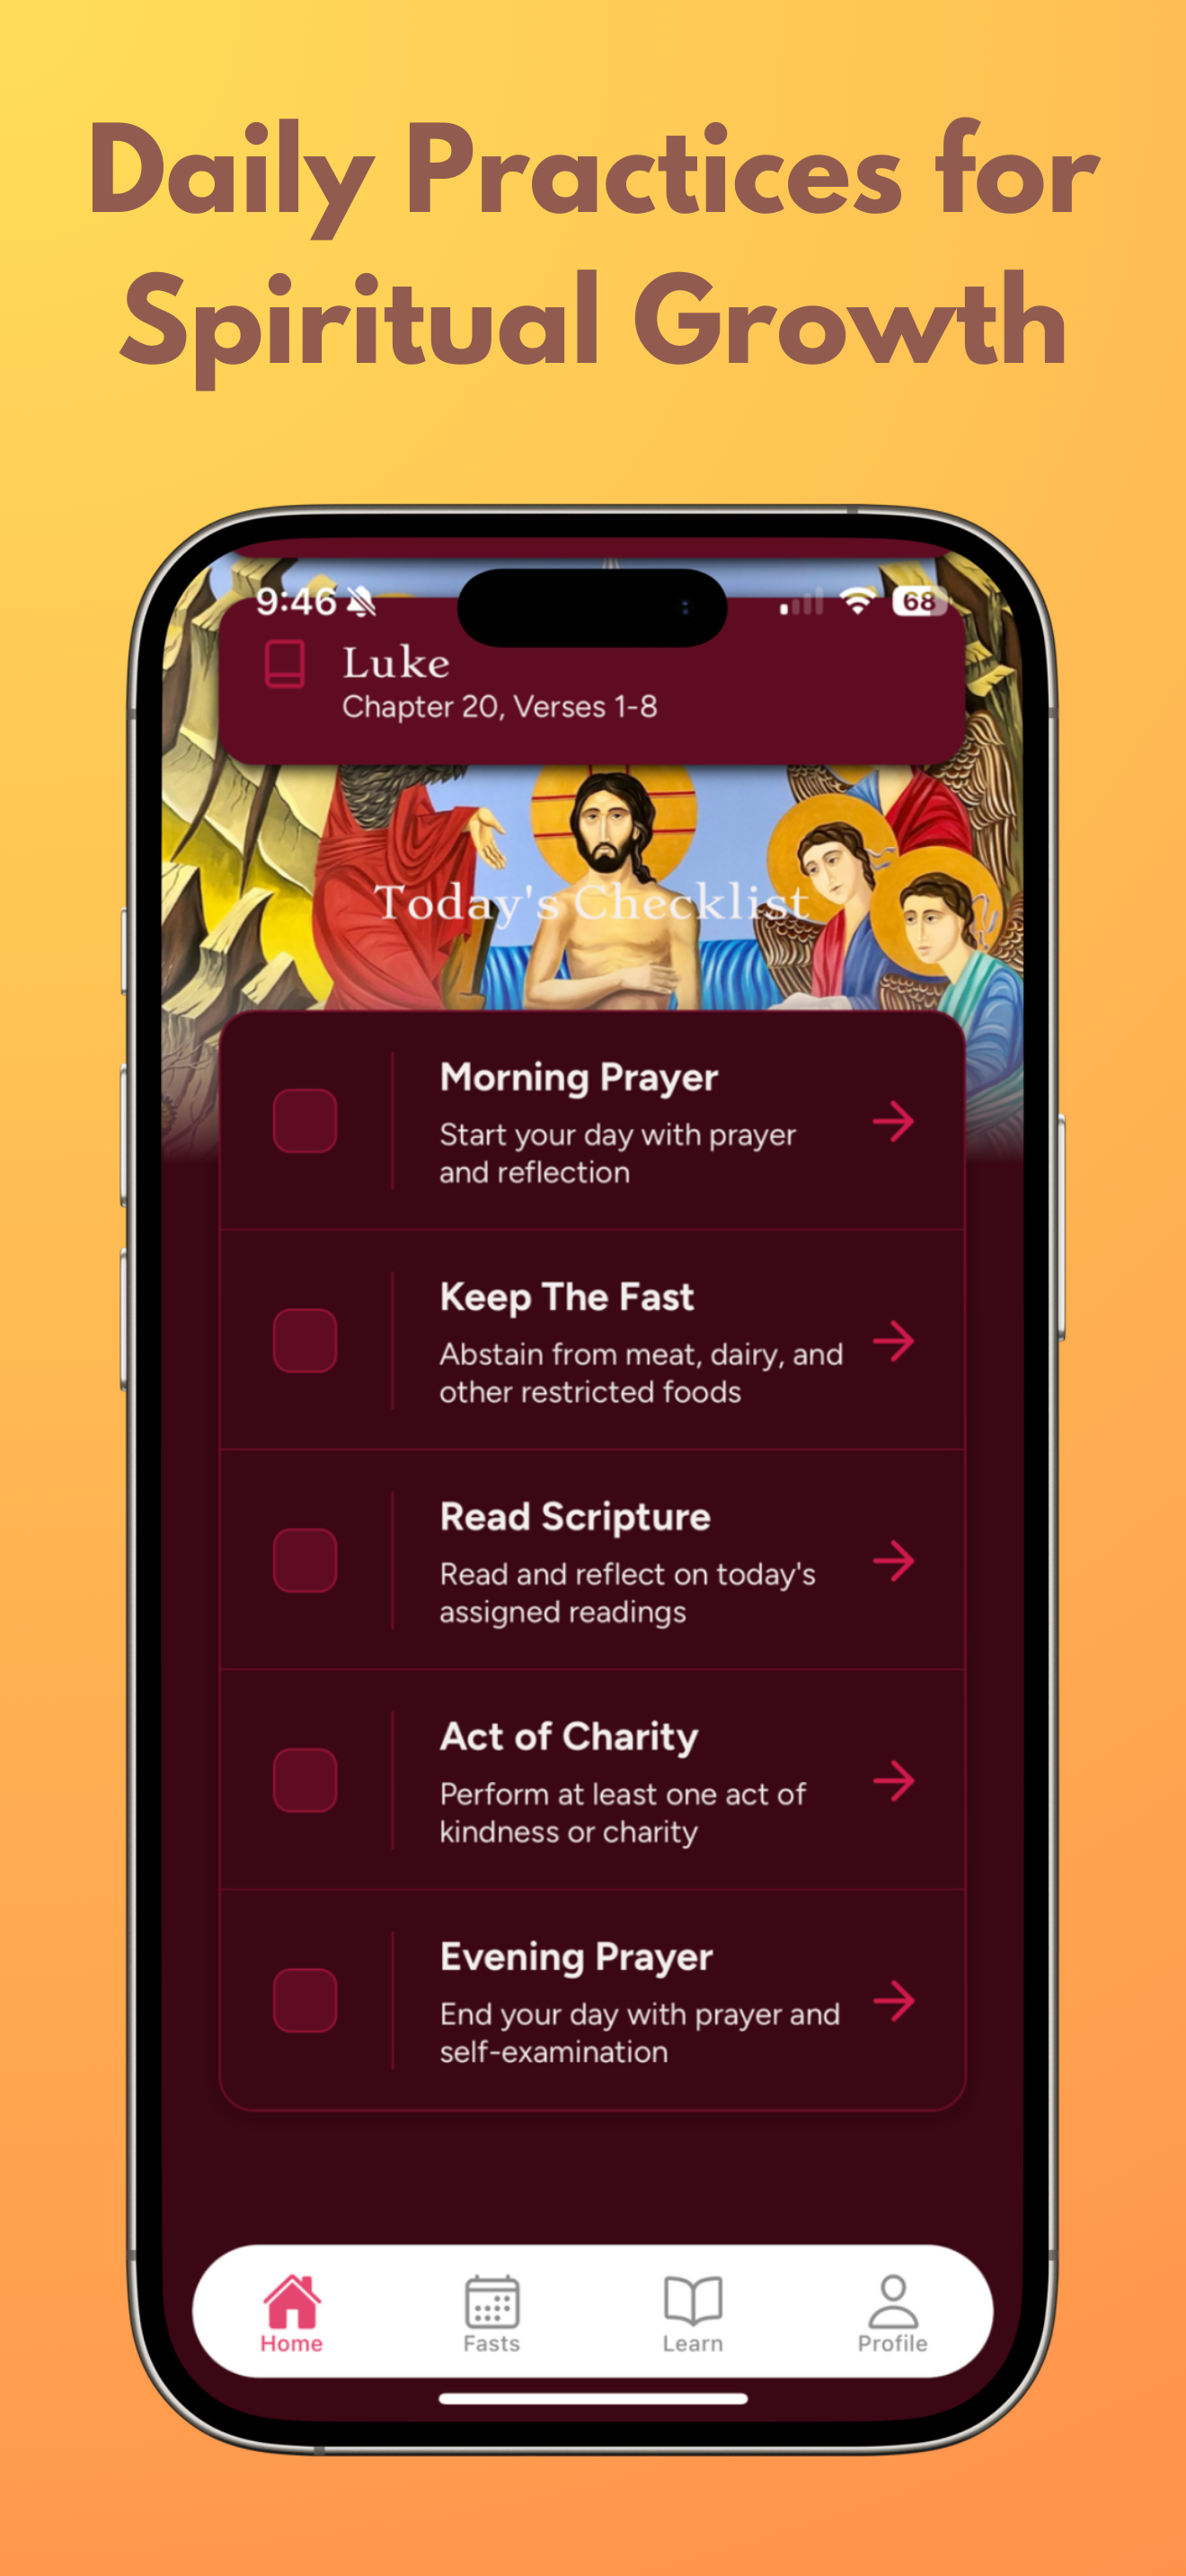 Daily Practices for
Spiritual Growth
9:46
68
Luke
Chapter 20, Verses 1-8
Today's Checklist
Morning Prayer
Start your day with prayer
and reflection
Keep The Fast
Abstain from meat, dairy, and
other restricted foods
Read Scripture
Read and reflect on today's
assigned readings
Act of Charity
Perform at least one act of
kindness or charity
Evening Prayer
End your day with prayer and
self-examination
Home
Fasts
Learn
Profile